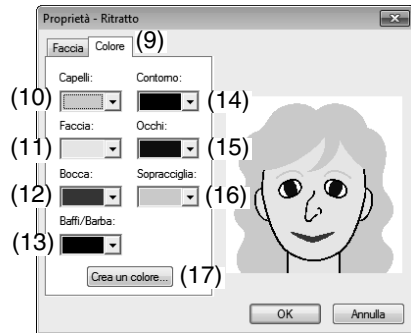 Proprietà - Ritratto
Faccia Colore (9)
Capelli: Contorno:
(10) (14)
Faccia: Occhi:
(11) (15)
Bocca: Sopracciglia:
(12) (16)
Baffi/Barba:
(13)
Crea un colore... (17)
OK Annulla